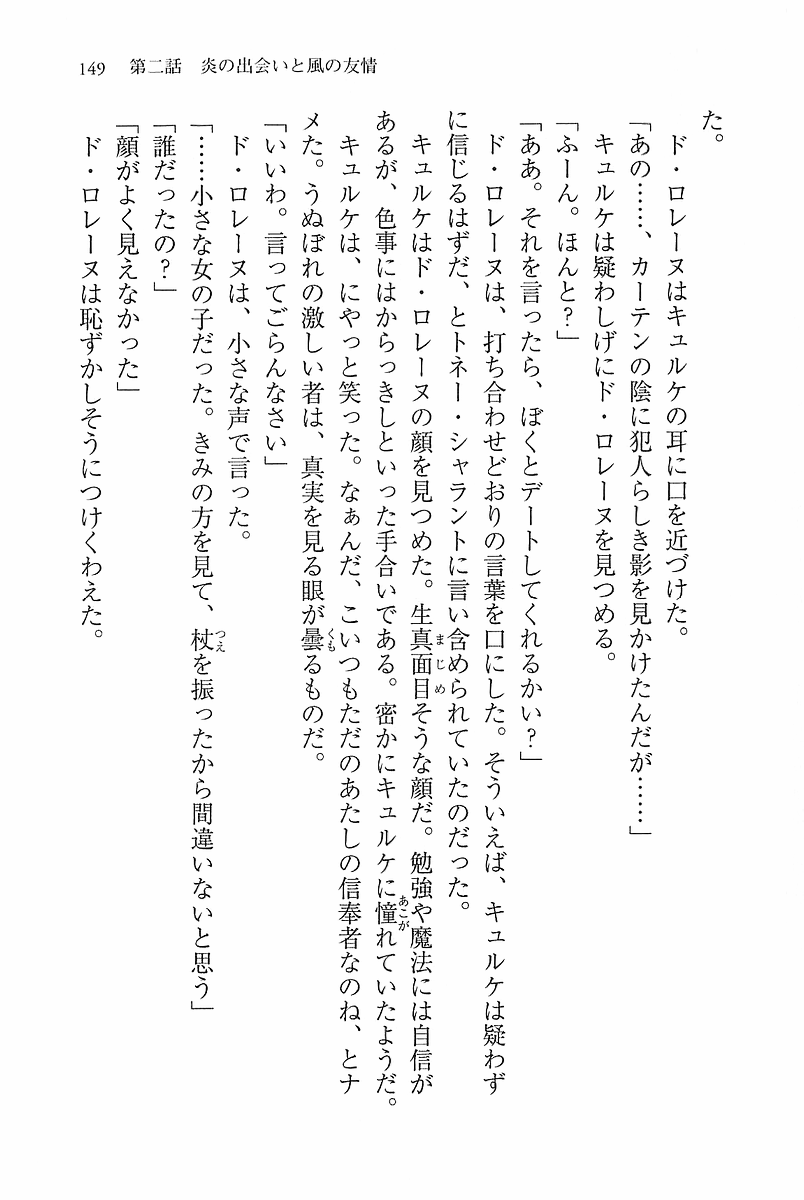 149　第二話　炎の出会いと風の友情
た。
　ド・ロレーヌはキュルケの耳に口を近づけた。
「あの……、カーテンの陰に犯人らしき影を見かけたんだが……」
　キュルケは疑わしげにド・ロレーヌを見つめる。
「ふーん。ほんと？」
「ああ。それを言ったら、ぼくとデートしてくれるかい？」
　ド・ロレーヌは、打ち合わせどおりの言葉を口にした。そういえば、キュルケは疑わず
に信じるはずだ、とトネー・シャラントに言い含められていたのだった。
　キュルケはド・ロレーヌの顔を見つめた。生真面目そうな顔だ。勉強や魔法には自信が
あるが、色事にはからっきしといった手合いである。密かにキュルケに憧れていたようだ。
　キュルケは、にやっと笑った。なぁんだ、こいつもただのあたしの信奉者なのね、とナ
メた。うぬぼれの激しい者は、真実を見る眼が曇るものだ。
「いいわ。言ってごらんなさい」
　ド・ロレーヌは、小さな声で言った。
「……小さな女の子だった。きみの方を見て、杖を振ったから間違いないと思う」
「誰だったの？」
「顔がよく見えなかった」
　ド・ロレーヌは恥ずかしそうにつけくわえた。